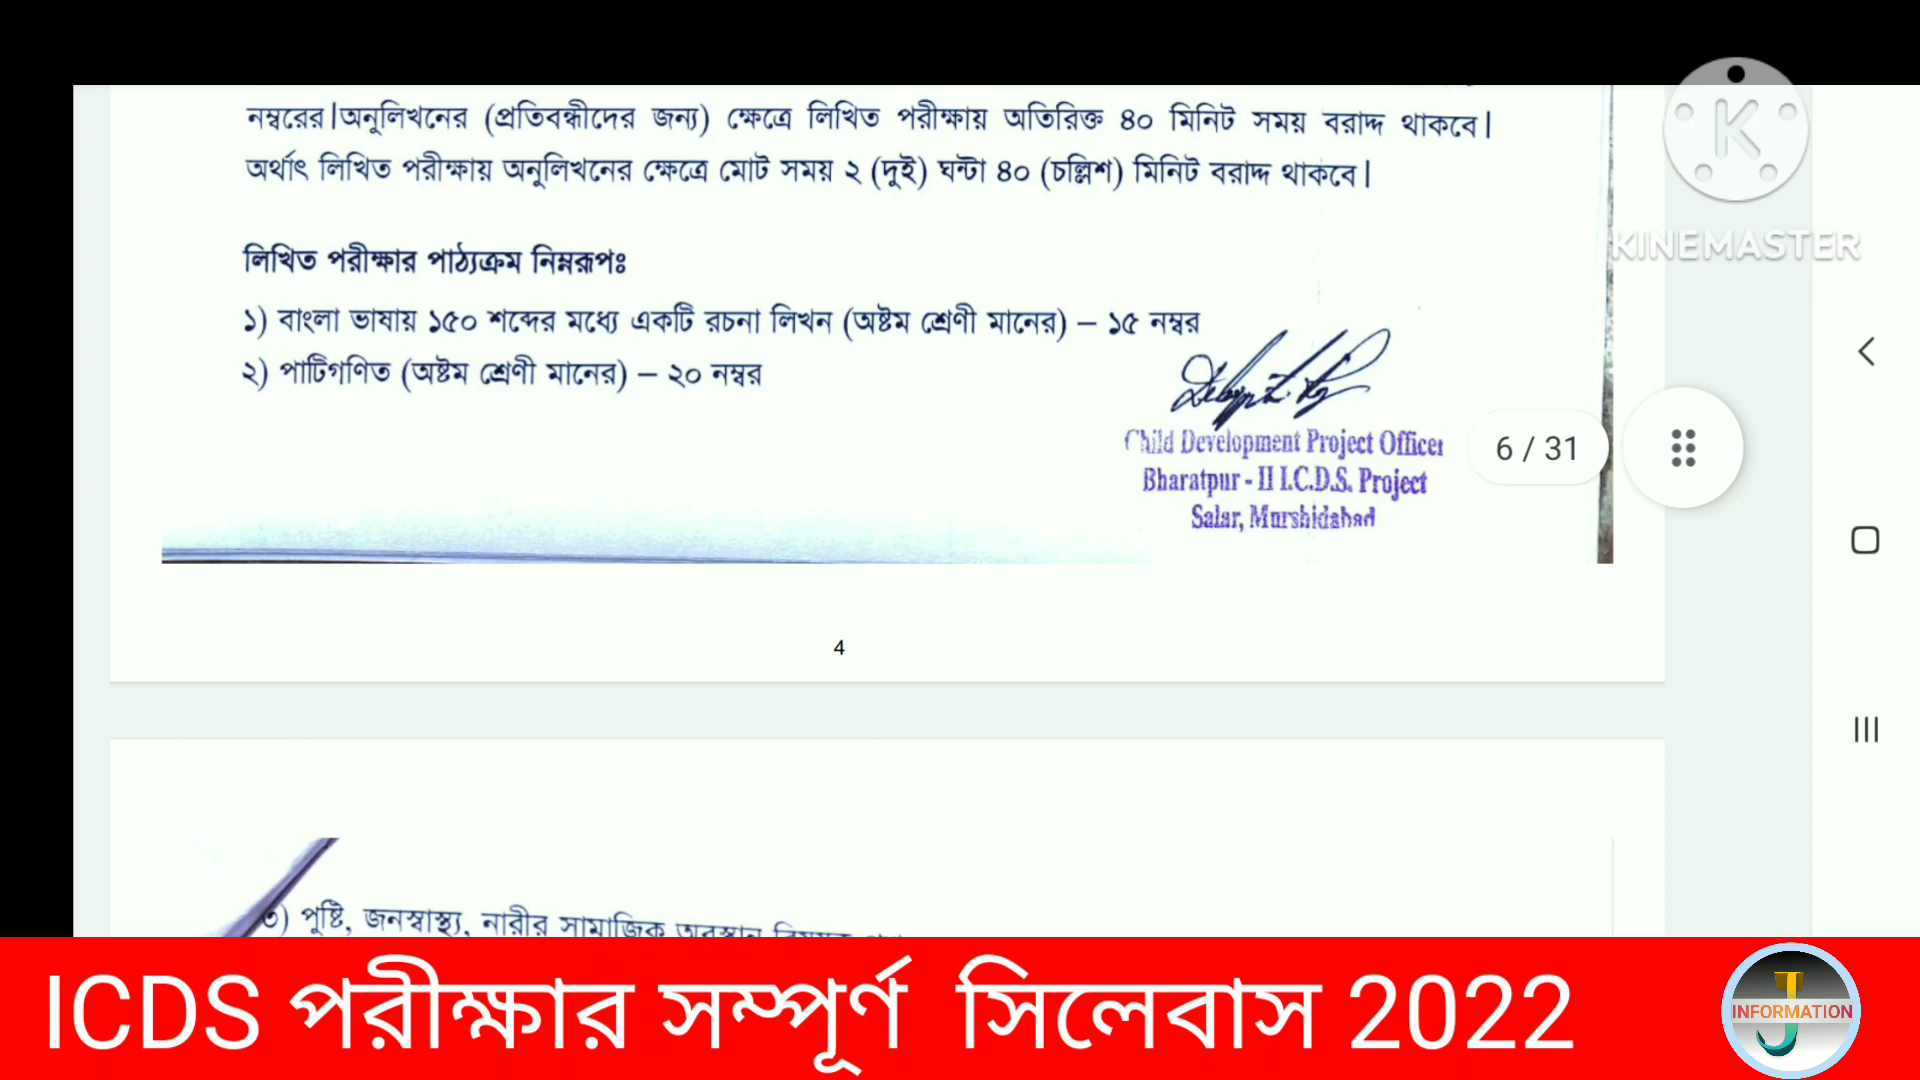 নম্বরের।অনুলিখনের (প্রতিবন্ধীদের জন্য) ক্ষেত্রে লিখিত পরীক্ষায় অতিরিক্ত ৪০ মিনিট সময় বরাদ্দ থাকবে।
অর্থাৎ লিখিত পরীক্ষায় অনুলিখনের ক্ষেত্রে মোট সময় ২ (দুই) ঘন্টা ৪০ (চল্লিশ) মিনিট বরাদ্দ থাকবে।
KINEMASTER
লিখিত পরীক্ষার পাঠ্যক্রম নিম্নরূপঃ
১) বাংলা ভাষায় ১৫০ শব্দের মধ্যে একটি রচনা লিখন (অষ্টম শ্রেণী মানের) – ১৫ নম্বর
২) পাটিগণিত (অষ্টম শ্রেণী মানের) – ২০ নম্বর
Child Development Project Officer
Bharatpur - II I.C.D.S. Project
Salar, Murshidabad
6 / 31
4
৩) পুষ্টি, জনস্বাস্থ্য, নারীর সামাজিক অবস্থান বিষয়ক
ICDS পরীক্ষার সম্পূর্ণ সিলেবাস 2022
J INFORMATION